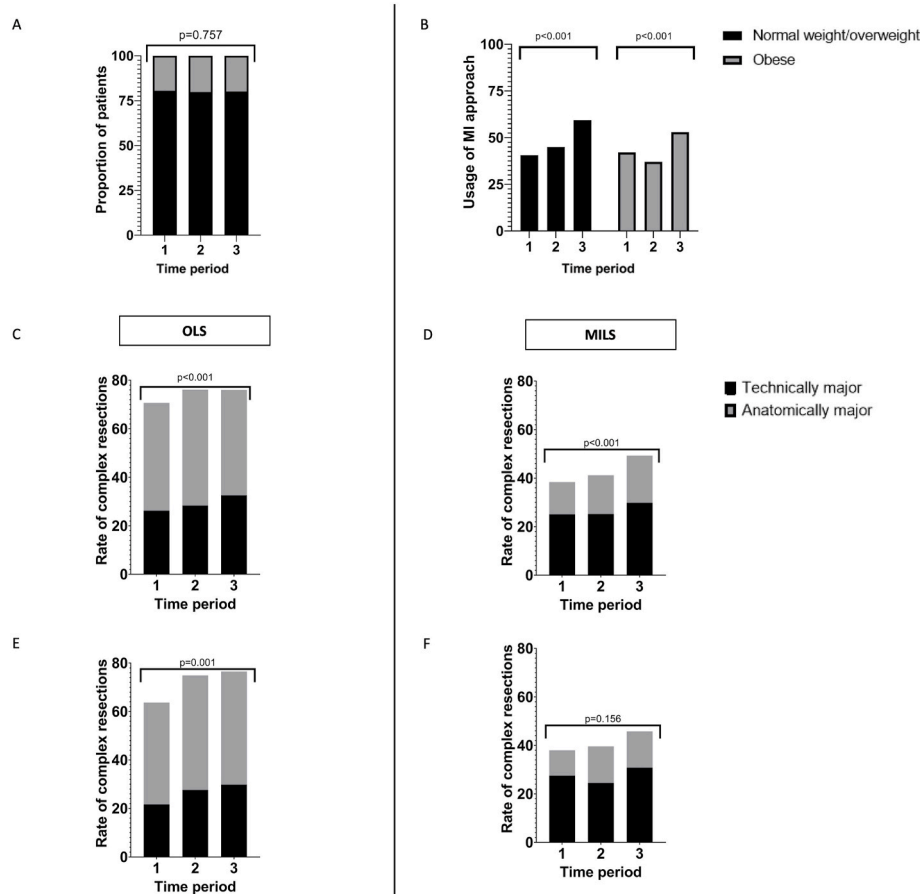 A
p=0.757
Proportion of patients
100
75
50
25
0
1 2 3
Time period
B
p<0.001 p<0.001
Usage of MI approach
100
75
50
25
0
1 2 3 1 2 3
Time period
Normal weight/overweight
Obese
C
OLS
p<0.001
Rate of complex resections
80
60
40
20
0
1 2 3
Time period
D
MILS
p<0.001
Rate of complex resections
80
60
40
20
0
1 2 3
Time period
Technically major
Anatomically major
E
p=0.001
Rate of complex resections
80
60
40
20
0
1 2 3
Time period
F
p=0.156
Rate of complex resections
80
60
40
20
0
1 2 3
Time period